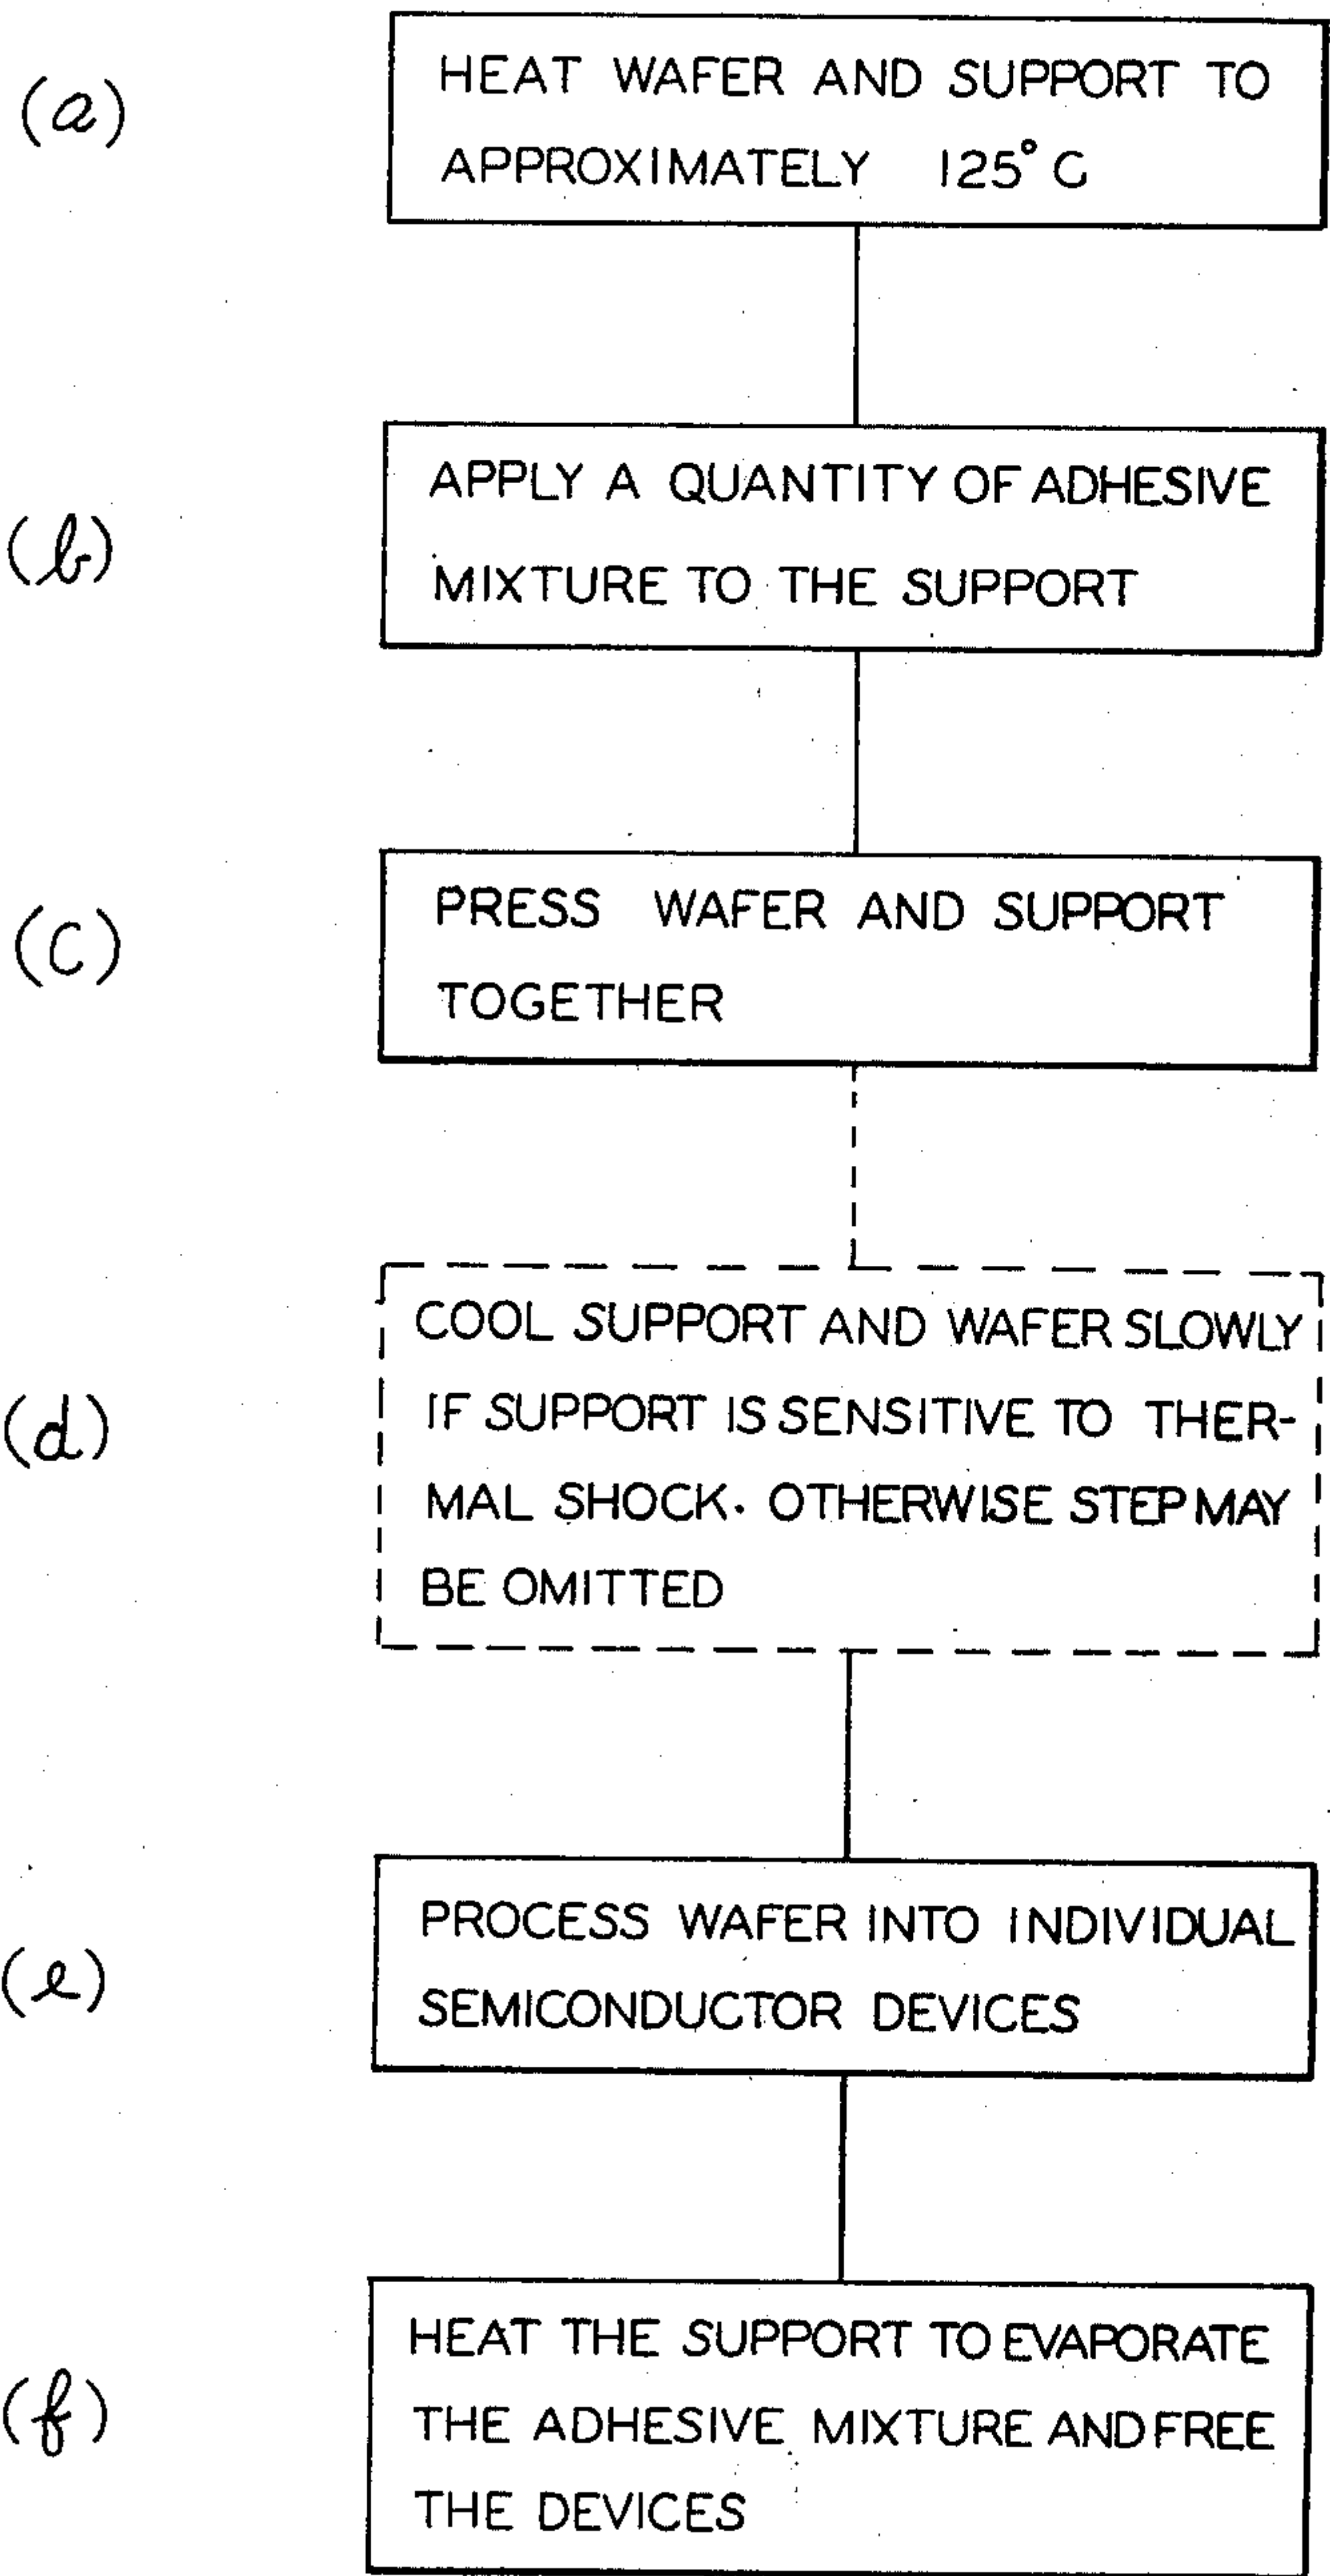 (a)
HEAT WAFER AND SUPPORT TO
APPROXIMATELY 125° C
(b)
APPLY A QUANTITY OF ADHESIVE
MIXTURE TO THE SUPPORT
(C)
PRESS WAFER AND SUPPORT
TOGETHER
(d)
COOL SUPPORT AND WAFER SLOWLY
IF SUPPORT IS SENSITIVE TO THER-
MAL SHOCK. OTHERWISE STEP MAY
BE OMITTED
(e)
PROCESS WAFER INTO INDIVIDUAL
SEMICONDUCTOR DEVICES
(f)
HEAT THE SUPPORT TO EVAPORATE
THE ADHESIVE MIXTURE AND FREE
THE DEVICES